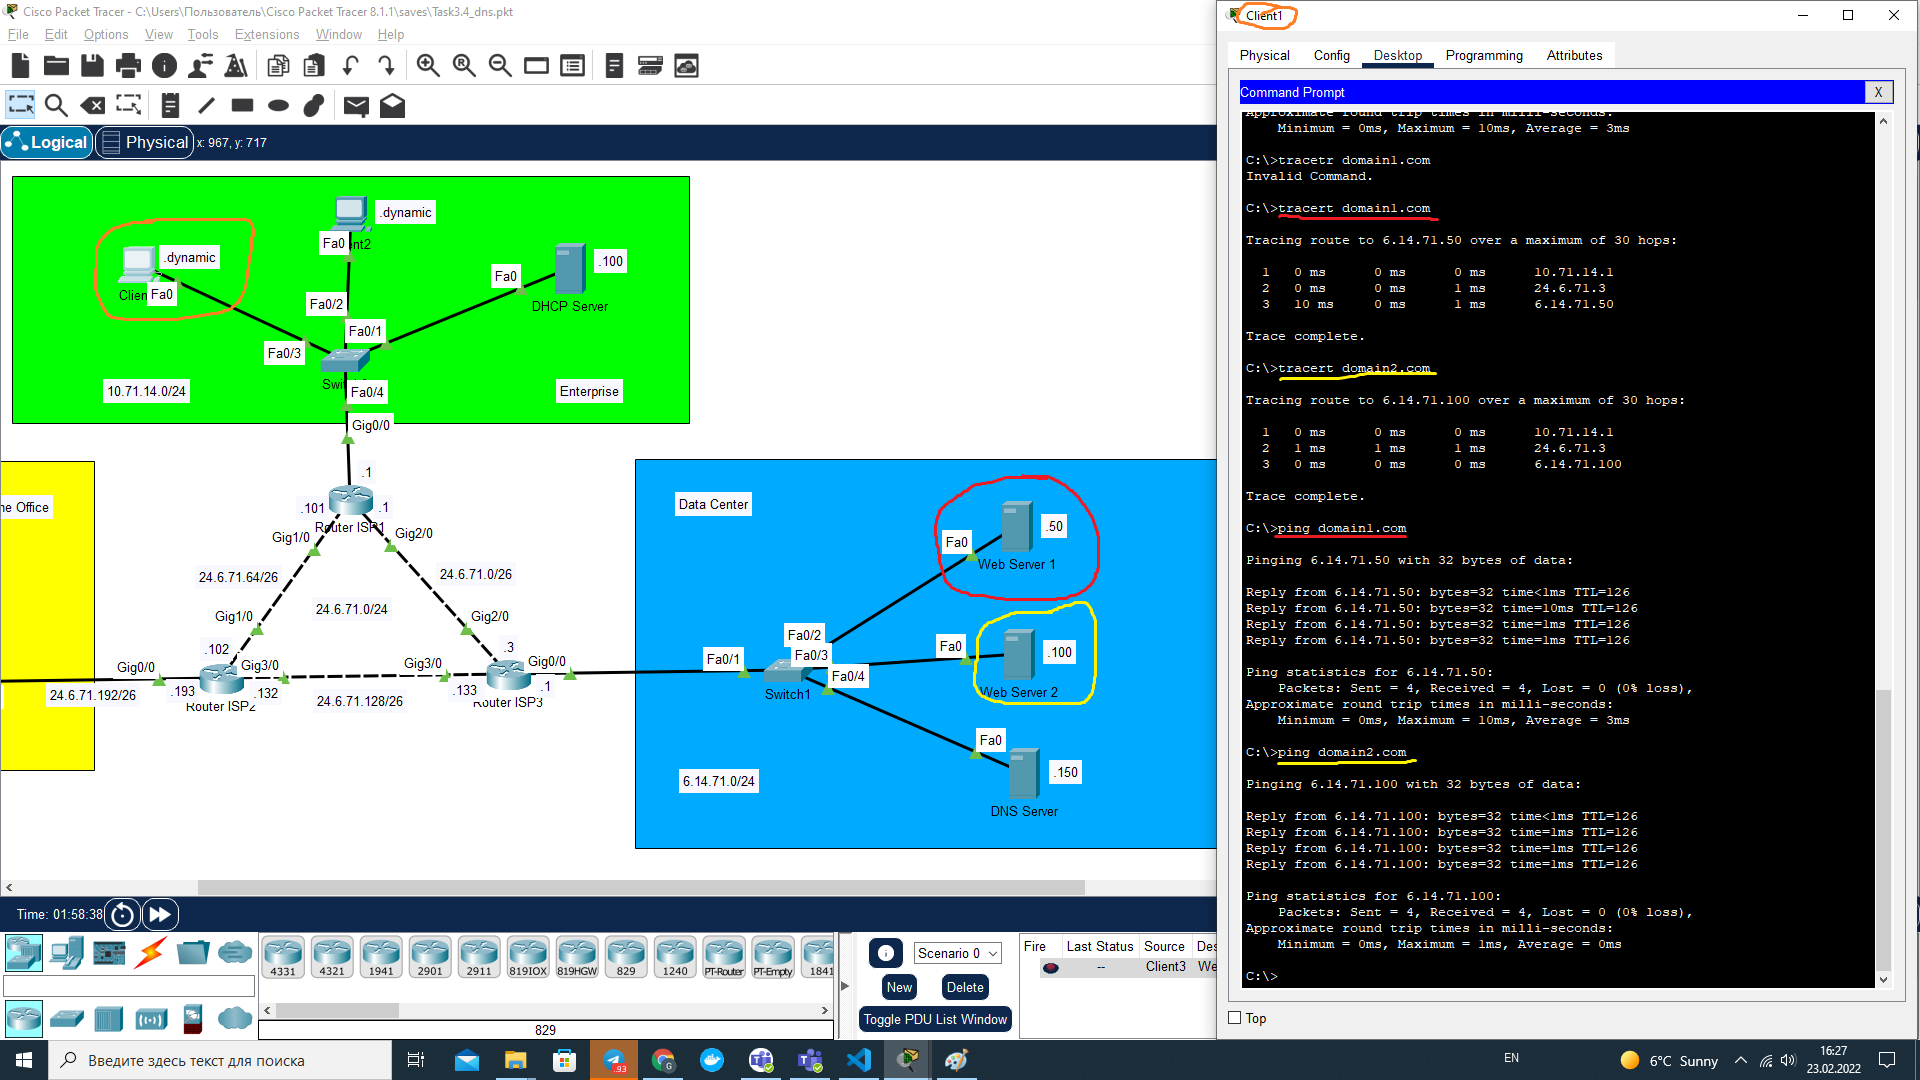 Cisco Packet Tracer - C:\Users\Пользователь\Cisco Packet Tracer 8.1.1\saves\Task3.4_dns.pkt
File Edit Options View Tools Extensions Window Help
Logical Physical x: 967, y: 717
.dynamic
Fa0
nt2
.dynamic
Clien
Fa0
Fa0
.100
DHCP Server
Fa0/2
Fa0/1
Fa0/3
Swit
Fa0/4
10.71.14.0/24
Enterprise
Gig0/0
.1
.101
.1
Router ISP1
Gig1/0
Gig2/0
24.6.71.64/26
24.6.71.0/26
24.6.71.0/24
Gig1/0
Gig2/0
.102
.3
Gig0/0
Gig3/0
Gig3/0
Gig0/0
.193
.132
.133
.1
24.6.71.192/26
Router ISP2
24.6.71.128/26
Router ISP3
ne Office
Data Center
.50
Fa0
Web Server 1
Fa0/2
Fa0/3
Fa0/1
Fa0/4
Switch1
Fa0
.100
Web Server 2
Fa0
.150
DNS Server
6.14.71.0/24
Time: 01:58:38
4331 4321 1941 2901 2911 819IOX 819HGW 829 1240 PT-Router PT-Empty 1841
829
Scenario 0
New Delete
Toggle PDU List Window
Fire Last Status Source Des
-- Client3 We
Client1
Physical Config Desktop Programming Attributes
Command Prompt X
Approximate round trip times in milli-seconds:
Minimum = 0ms, Maximum = 10ms, Average = 3ms
C:\>tracetr domain1.com
Invalid Command.
C:\>tracert domain1.com
Tracing route to 6.14.71.50 over a maximum of 30 hops:
1 0 ms 0 ms 0 ms 10.71.14.1
2 0 ms 0 ms 1 ms 24.6.71.3
3 10 ms 0 ms 1 ms 6.14.71.50
Trace complete.
C:\>tracert domain2.com
Tracing route to 6.14.71.100 over a maximum of 30 hops:
1 0 ms 0 ms 0 ms 10.71.14.1
2 1 ms 1 ms 1 ms 24.6.71.3
3 0 ms 0 ms 0 ms 6.14.71.100
Trace complete.
C:\>ping domain1.com
Pinging 6.14.71.50 with 32 bytes of data:
Reply from 6.14.71.50: bytes=32 time<1ms TTL=126
Reply from 6.14.71.50: bytes=32 time=10ms TTL=126
Reply from 6.14.71.50: bytes=32 time=1ms TTL=126
Reply from 6.14.71.50: bytes=32 time=1ms TTL=126
Ping statistics for 6.14.71.50:
Packets: Sent = 4, Received = 4, Lost = 0 (0% loss),
Approximate round trip times in milli-seconds:
Minimum = 0ms, Maximum = 10ms, Average = 3ms
C:\>ping domain2.com
Pinging 6.14.71.100 with 32 bytes of data:
Reply from 6.14.71.100: bytes=32 time<1ms TTL=126
Reply from 6.14.71.100: bytes=32 time=1ms TTL=126
Reply from 6.14.71.100: bytes=32 time=1ms TTL=126
Reply from 6.14.71.100: bytes=32 time=1ms TTL=126
Ping statistics for 6.14.71.100:
Packets: Sent = 4, Received = 4, Lost = 0 (0% loss),
Approximate round trip times in milli-seconds:
Minimum = 0ms, Maximum = 1ms, Average = 0ms
C:\>
Top
Введите здесь текст для поиска
.93
EN
6°C Sunny
16:27
23.02.2022